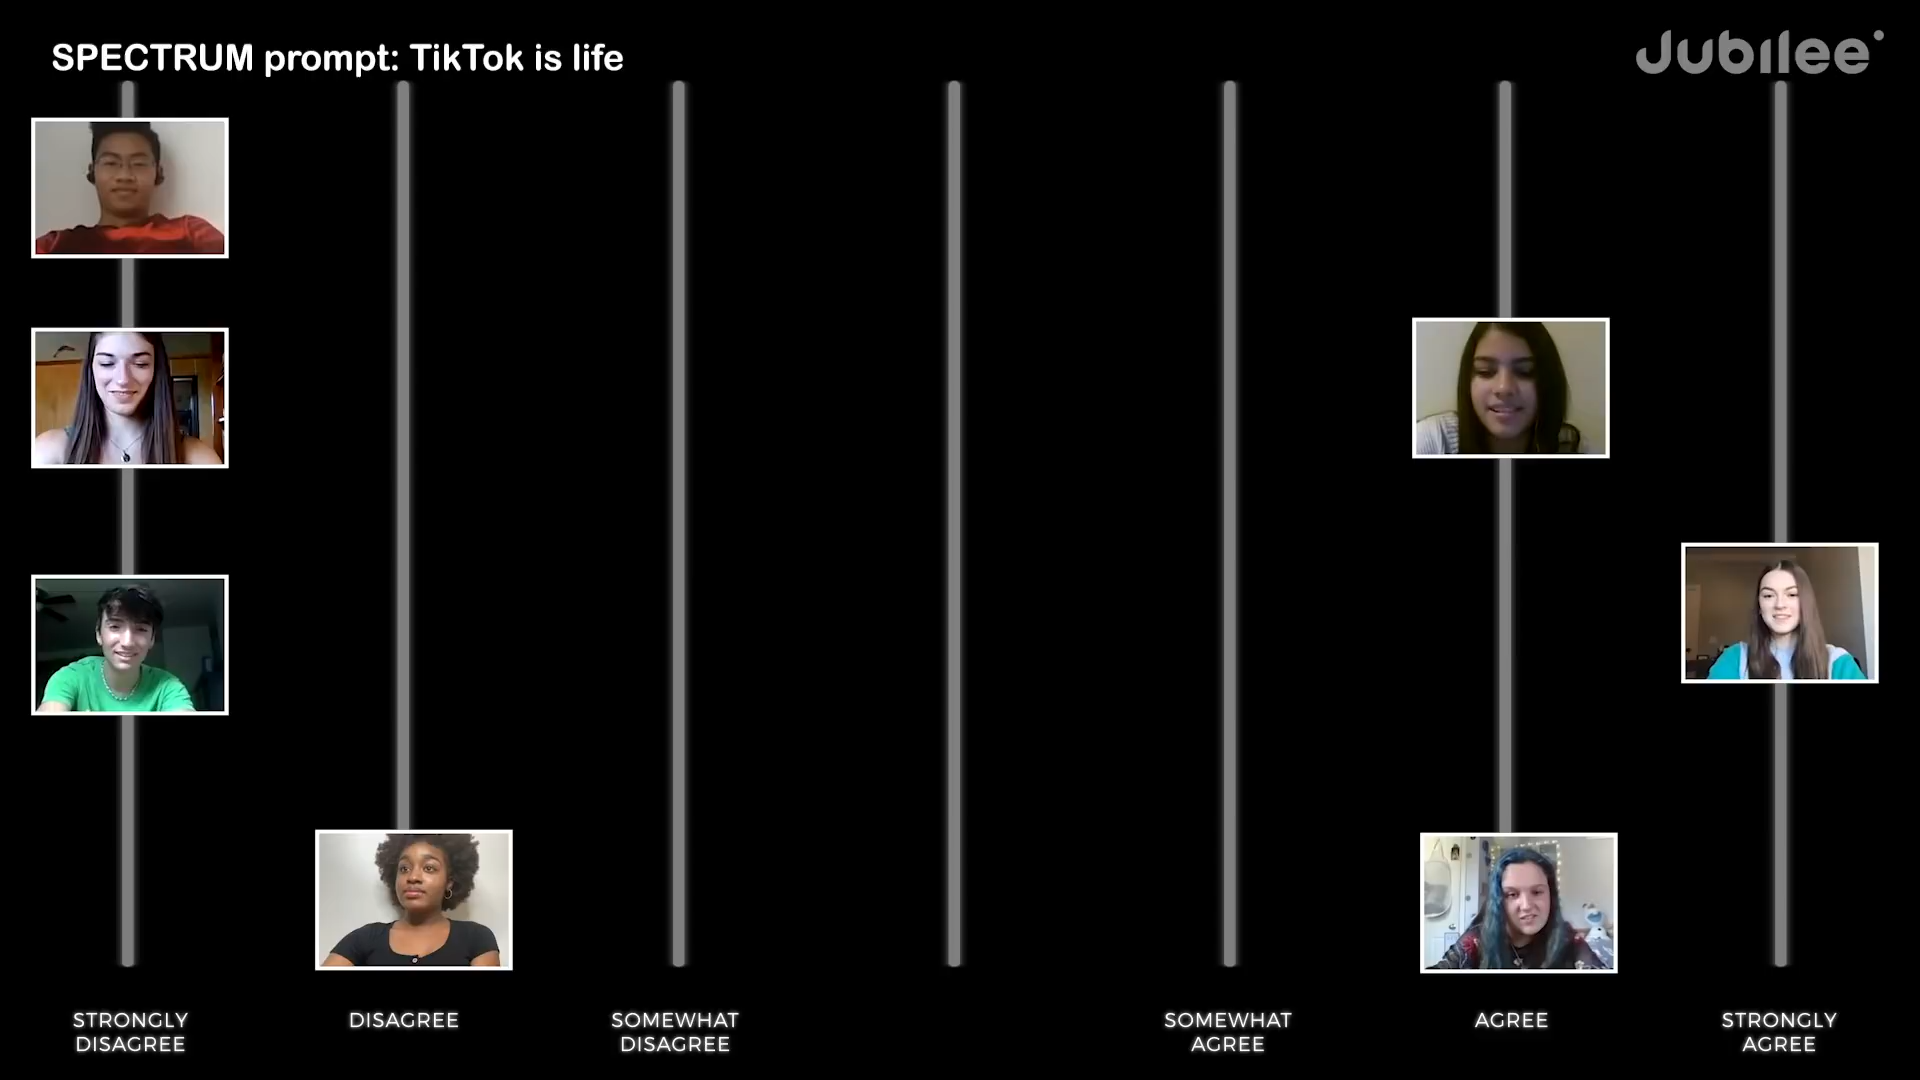 SPECTRUM prompt: TikTok is life
Jubilee
STRONGLY
DISAGREE
DISAGREE
SOMEWHAT
DISAGREE
SOMEWHAT
AGREE
AGREE
STRONGLY
AGREE